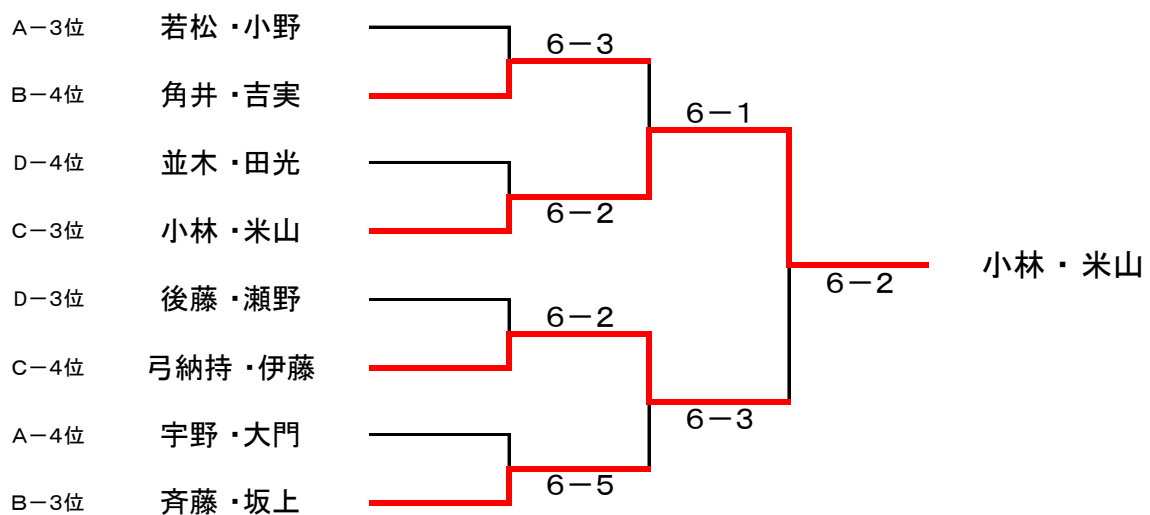 A－3位 若松・小野
6－3
B－4位 角井・吉実
6－1
D－4位 並木・田光
6－2
C－3位 小林・米山
小林・米山
6－2
D－3位 後藤・瀬野
6－2
C－4位 弓納持・伊藤
6－3
A－4位 宇野・大門
6－5
B－3位 斉藤・坂上